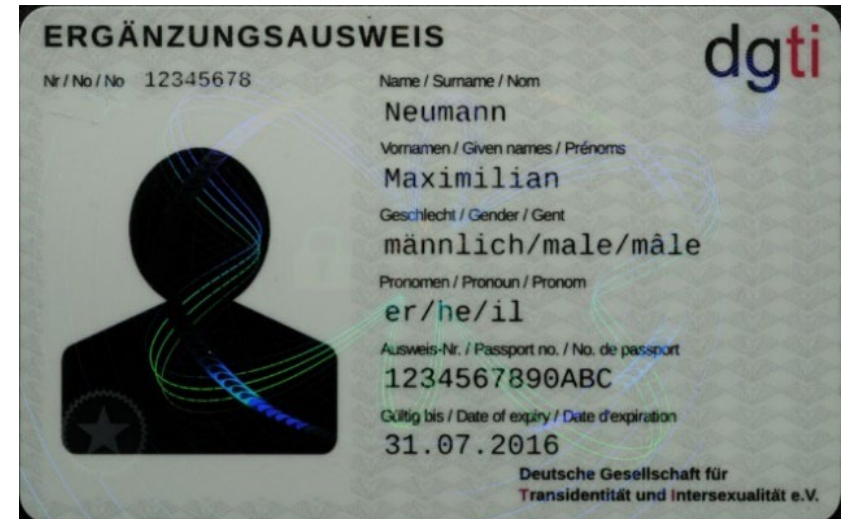 ERGÄNZUNGSAUSWEIS
dgti
Nr / No / No 12345678
Name / Surname / Nom
Neumann
Vornamen / Given names / Prénoms
Maximilian
Geschlecht / Gender / Gent
männlich/male/mâle
Pronomen / Pronoun / Pronom
er/he/il
Ausweis-Nr. / Passport no. / No. de passport
1234567890ABC
Gültig bis / Date of expiry / Date d'expiration
31.07.2016
Deutsche Gesellschaft für
Transidentität und Intersexualität e.V.